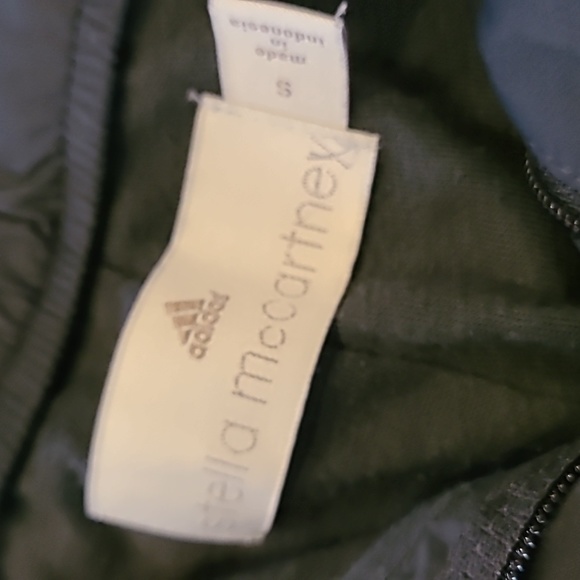 made
in
indonesia
S
adidas
stella mccartney